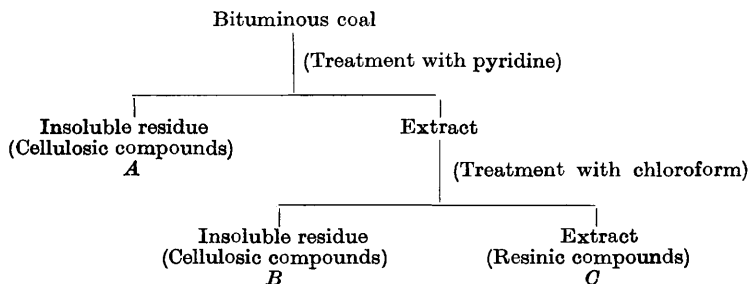 Bituminous coal
(Treatment with pyridine)
Insoluble residue
(Cellulosic compounds)
A
Extract
(Treatment with chloroform)
Insoluble residue
(Cellulosic compounds)
B
Extract
(Resinic compounds)
C